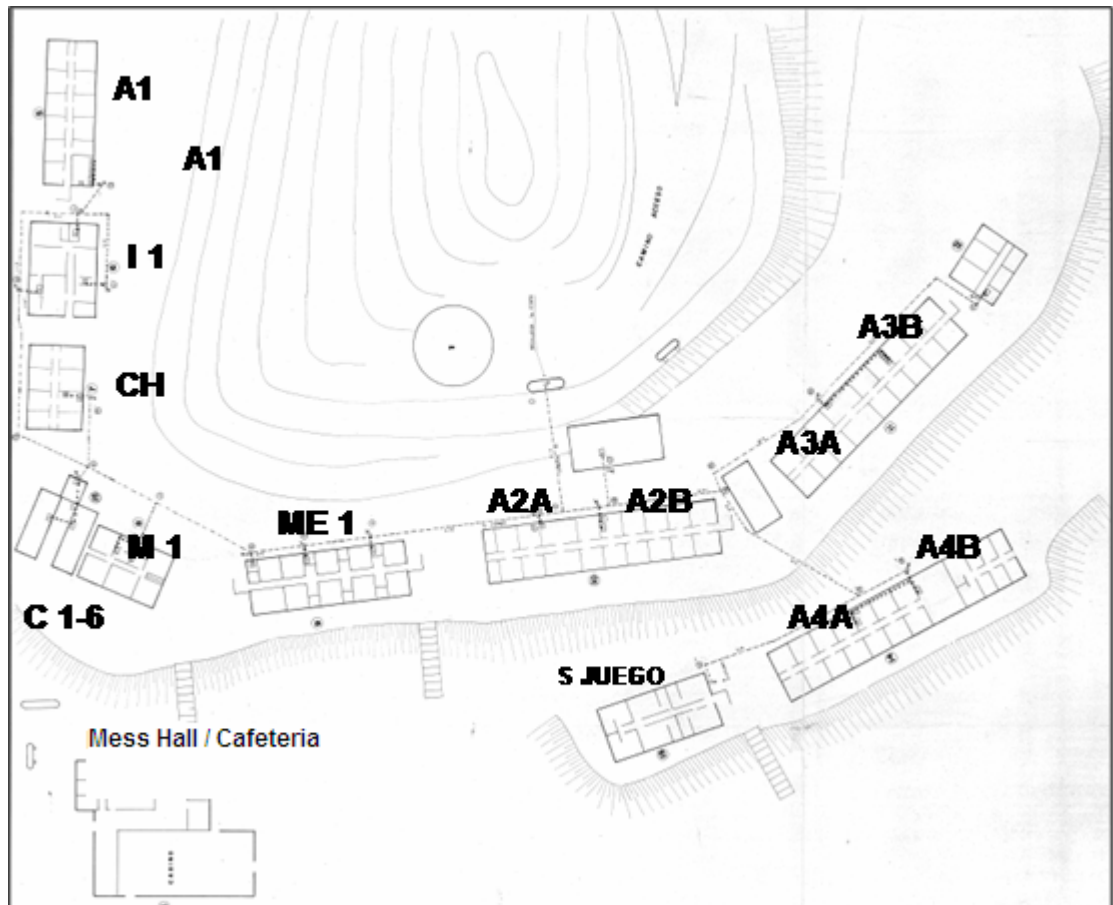 A1
A1
CAMINO ACCESO
I 1
A3B
CH
A3A
A2A
A2B
ME 1
M 1
A4B
C 1-6
A4A
S JUEGO
Mess Hall / Cafeteria
CASINO